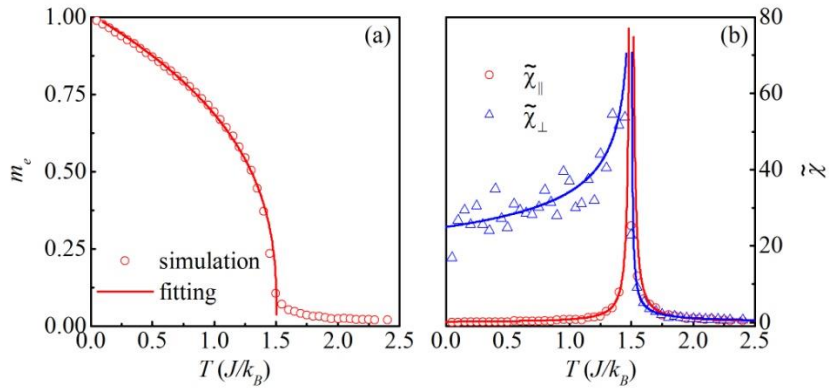 (a)
1.00
0.75
0.50
0.25
0.00
m_e
simulation
fitting
0.0 0.5 1.0 1.5 2.0 2.5
T (J/k_B)
(b)
80
60
40
20
0
χ̃
χ̃_∥
χ̃_⊥
0.0 0.5 1.0 1.5 2.0 2.5
T (J/k_B)